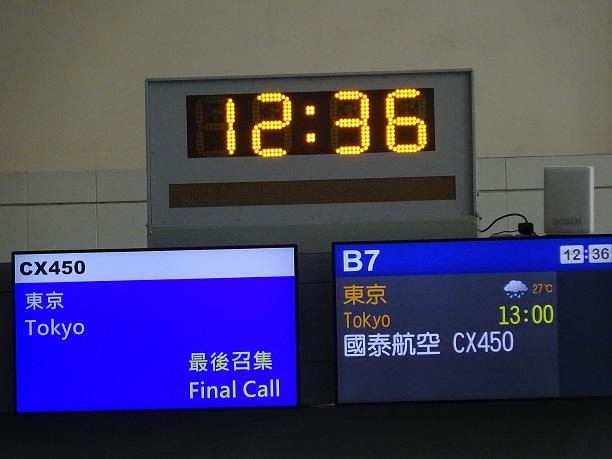 12:36
BOSCH
CX450
東京
Tokyo
最後召集
Final Call
B7
12:36
東京
27℃
Tokyo
13:00
國泰航空 CX450